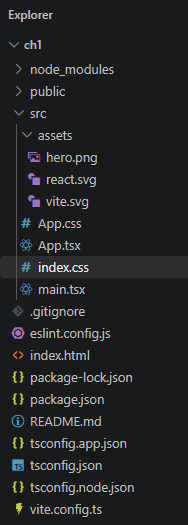 Explorer
ch1
node_modules
public
src
assets
hero.png
react.svg
vite.svg
# App.css
App.tsx
# index.css
main.tsx
.gitignore
eslint.config.js
<> index.html
{} package-lock.json
{} package.json
README.md
{} tsconfig.app.json
TS tsconfig.json
{} tsconfig.node.json
vite.config.ts